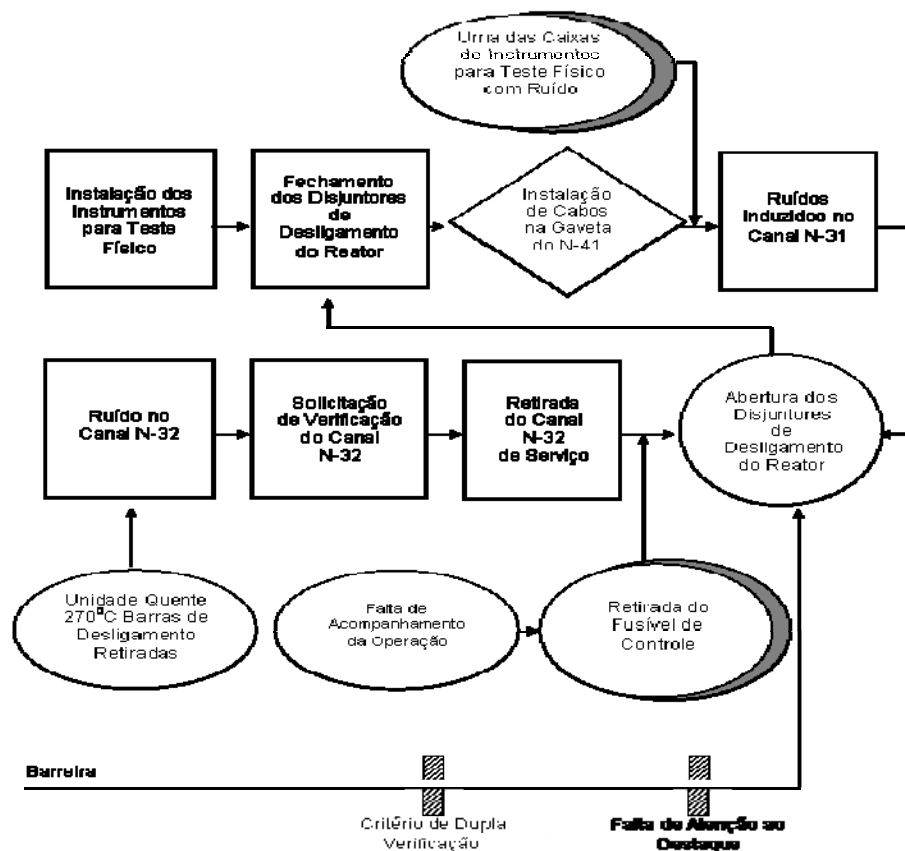 Uma das Caixas
de Instrumentos
para Teste Físico
com Ruído
Instalação dos
Instrumentos
para Teste
Físico
Fechamento
dos Disjuntores
de
Desligamento
do Reator
Instalação
de Cabos
na Gaveta
do N-41
Ruídos
Induzido no
Canal N-31
Ruído no
Canal N-32
Solicitação
de Verificação
do Canal
N-32
Retirada
do Canal
N-32
de Serviço
Abertura dos
Disjuntores
de
Desligamento
do Reator
Unidade Quente
270°C Barras de
Desligamento
Retiradas
Falta de
Acompanhamento
da Operação
Retirada do
Fusível de
Controle
Barreira
Critério de Dupla
Verificação
Falta de Atenção ao
Destaque